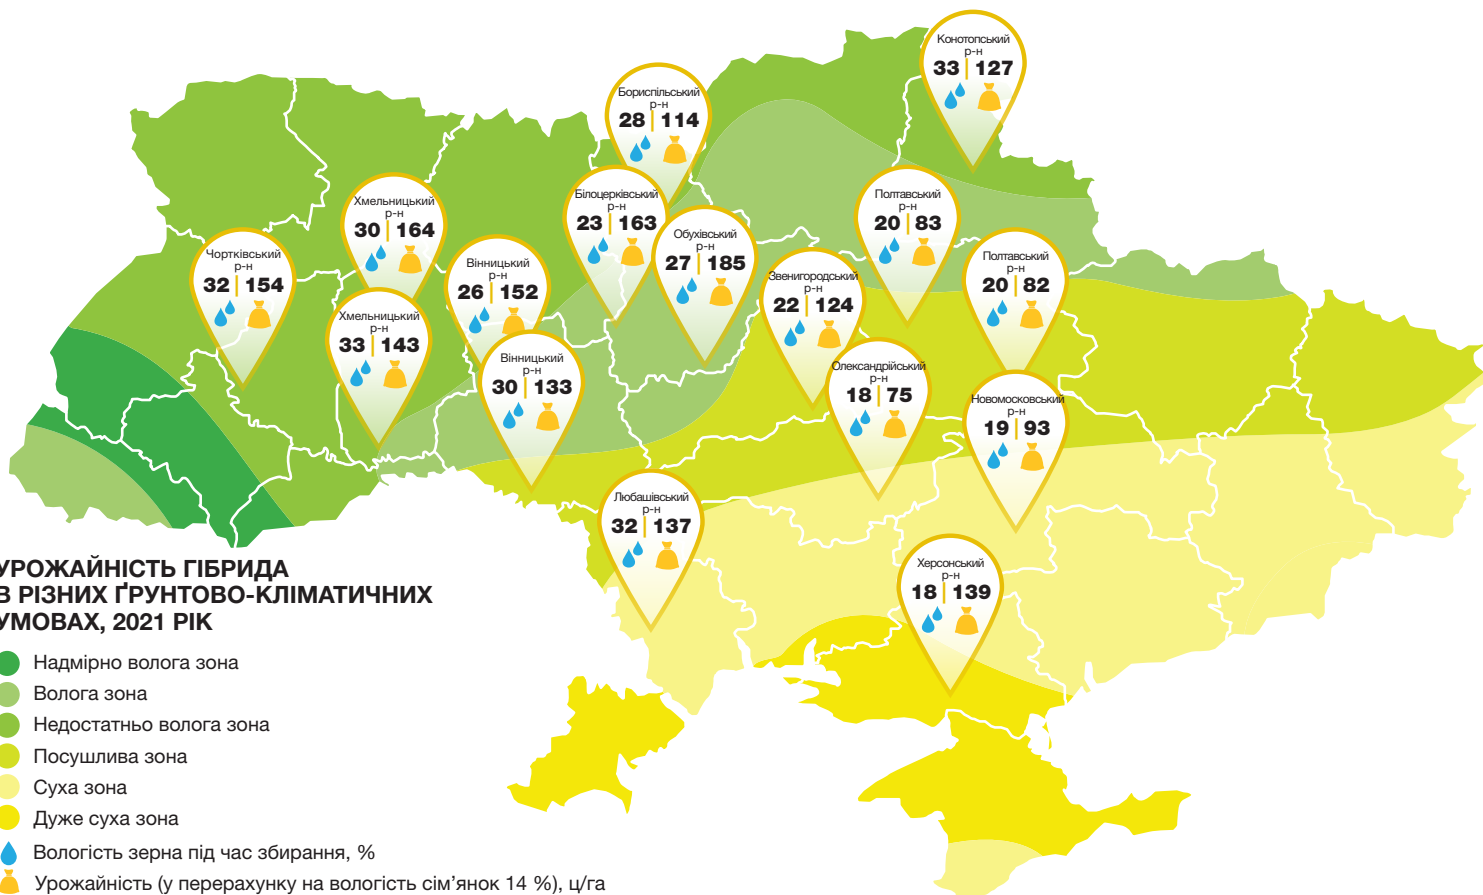 Конотопський
р-н
33 | 127
Бориспільський
р-н
28 | 114
Хмельницький
р-н
30 | 164
Білоцерківський
р-н
23 | 163
Полтавський
р-н
20 | 83
Обухівський
р-н
27 | 185
Чортківський
р-н
32 | 154
Вінницький
р-н
26 | 152
Звенигородський
р-н
22 | 124
Полтавський
р-н
20 | 82
Хмельницький
р-н
33 | 143
Вінницький
р-н
30 | 133
Олександрійський
р-н
18 | 75
Новомосковський
р-н
19 | 93
Любашівський
р-н
32 | 137
Херсонський
р-н
18 | 139
УРОЖАЙНІСТЬ ГІБРИДА
В РІЗНИХ ҐРУНТОВО-КЛІМАТИЧНИХ
УМОВАХ, 2021 РІК
Надмірно волога зона
Волога зона
Недостатньо волога зона
Посушлива зона
Суха зона
Дуже суха зона
Вологість зерна під час збирання, %
Урожайність (у перерахунку на вологість сім’янок 14 %), ц/га